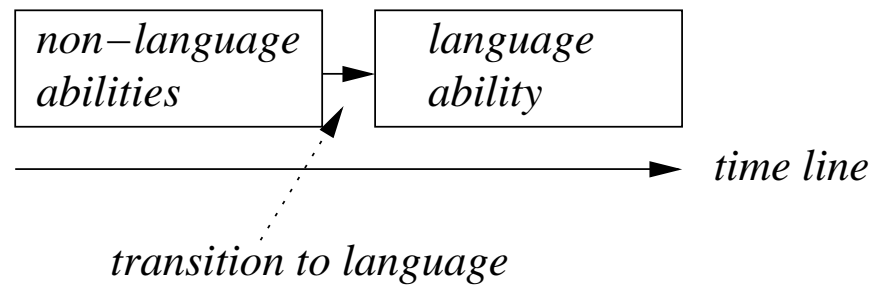 non−language
abilities
language
ability
time line
transition to language